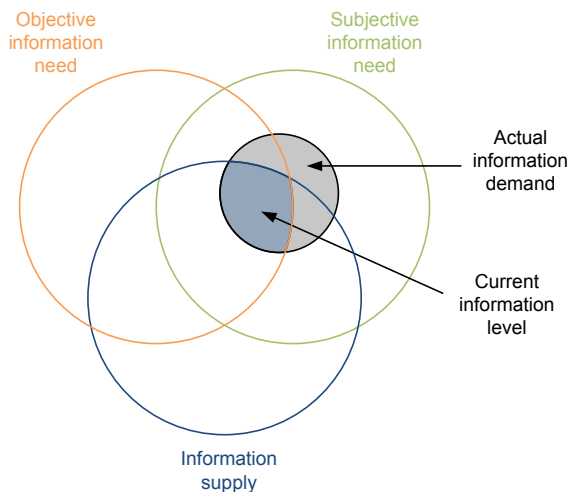 Objective
information
need
Subjective
information
need
Actual
information
demand
Current
information
level
Information
supply